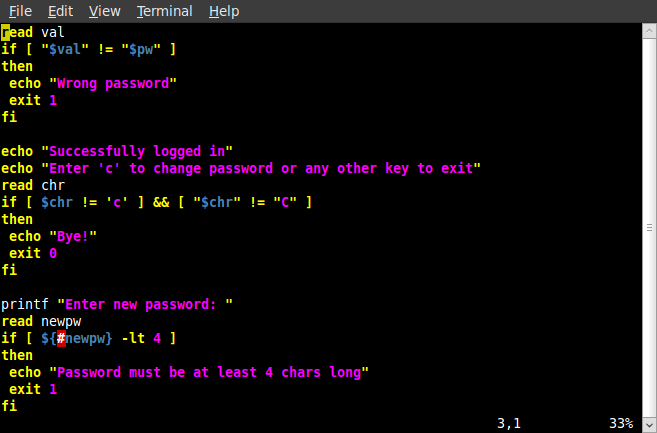 File Edit View Terminal Help
read val
if [ "$val" != "$pw" ]
then
 echo "Wrong password"
 exit 1
fi

echo "Successfully logged in"
echo "Enter 'c' to change password or any other key to exit"
read chr
if [ $chr != 'c' ] && [ "$chr" != "C" ]
then
 echo "Bye!"
 exit 0
fi

printf "Enter new password: "
read newpw
if [ ${#newpw} -lt 4 ]
then
 echo "Password must be at least 4 chars long"
 exit 1
fi
3,1 33%